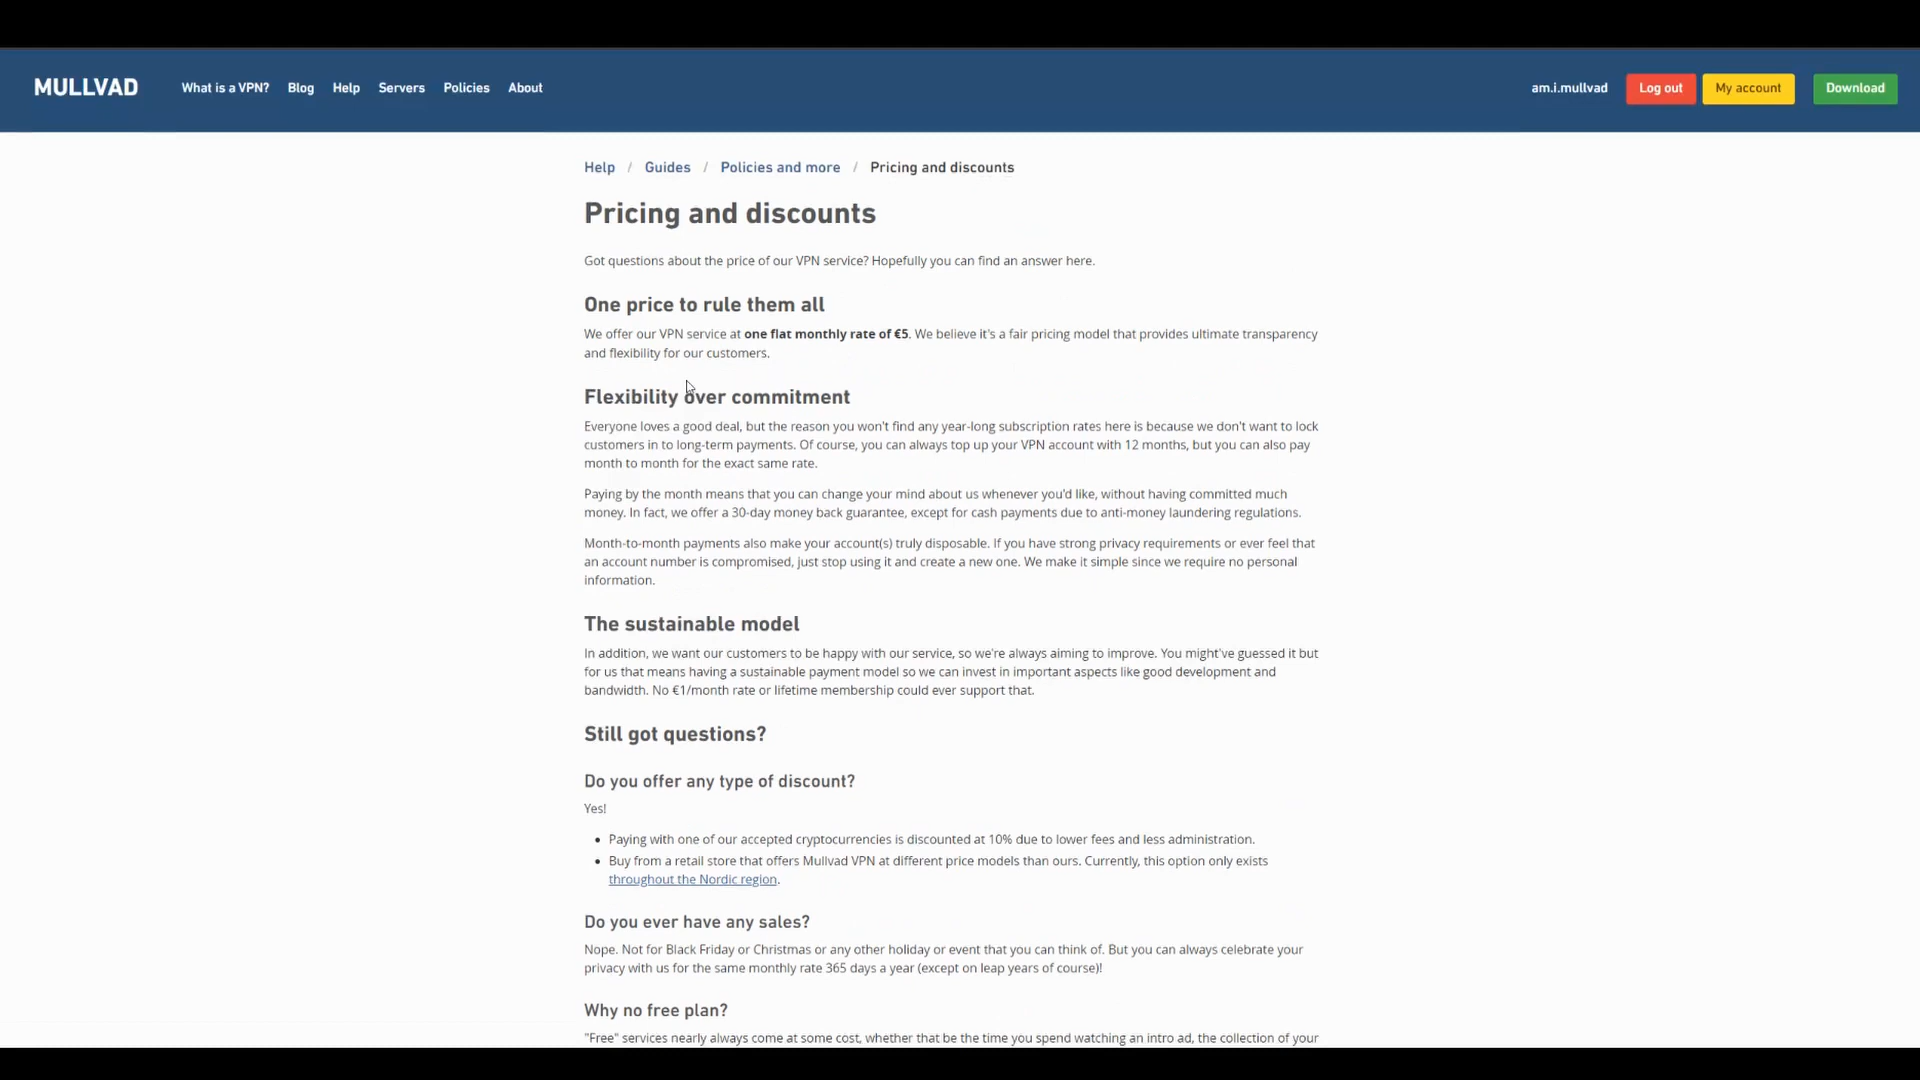 MULLVAD What is a VPN? Blog Help Servers Policies About am.i.mullvad Log out My account Download
Help / Guides / Policies and more / Pricing and discounts
Pricing and discounts
Got questions about the price of our VPN service? Hopefully you can find an answer here.
One price to rule them all
We offer our VPN service at one flat monthly rate of €5. We believe it's a fair pricing model that provides ultimate transparency
and flexibility for our customers.
Flexibility over commitment
Everyone loves a good deal, but the reason you won't find any year-long subscription rates here is because we don't want to lock
customers in to long-term payments. Of course, you can always top up your VPN account with 12 months, but you can also pay
month to month for the exact same rate.
Paying by the month means that you can change your mind about us whenever you'd like, without having committed much
money. In fact, we offer a 30-day money back guarantee, except for cash payments due to anti-money laundering regulations.
Month-to-month payments also make your account(s) truly disposable. If you have strong privacy requirements or ever feel that
an account number is compromised, just stop using it and create a new one. We make it simple since we require no personal
information.
The sustainable model
In addition, we want our customers to be happy with our service, so we're always aiming to improve. You might've guessed it but
for us that means having a sustainable payment model so we can invest in important aspects like good development and
bandwidth. No €1/month rate or lifetime membership could ever support that.
Still got questions?
Do you offer any type of discount?
Yes!
• Paying with one of our accepted cryptocurrencies is discounted at 10% due to lower fees and less administration.
• Buy from a retail store that offers Mullvad VPN at different price models than ours. Currently, this option only exists
throughout the Nordic region.
Do you ever have any sales?
Nope. Not for Black Friday or Christmas or any other holiday or event that you can think of. But you can always celebrate your
privacy with us for the same monthly rate 365 days a year (except on leap years of course)!
Why no free plan?
"Free" services nearly always come at some cost, whether that be the time you spend watching an intro ad, the collection of your